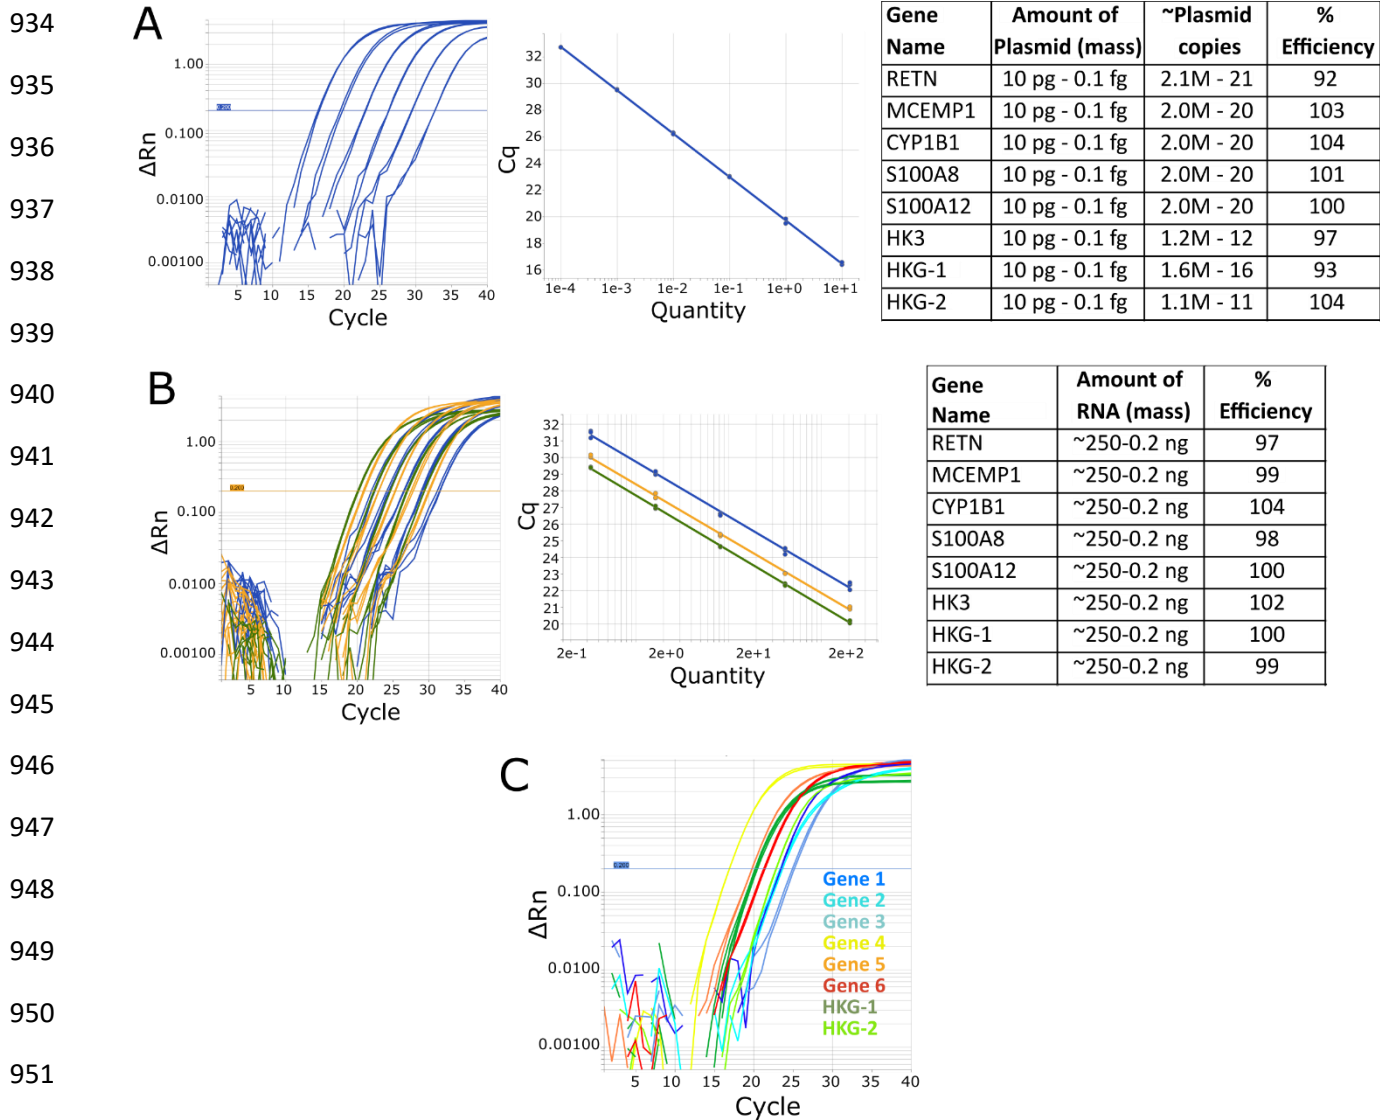 934
935
936
937
938
939
940
941
942
943
944
945
946
947
948
949
950
951
A
1.00
0.100
0.0100
0.00100
ΔRn
5 10 15 20 25 30 35 40
Cycle
32
30
28
26
24
22
20
18
16
Cq
1e-4 1e-3 1e-2 1e-1 1e+0 1e+1
Quantity
Gene Name Amount of Plasmid (mass) ~Plasmid copies % Efficiency
RETN 10 pg - 0.1 fg 2.1M - 21 92
MCEMP1 10 pg - 0.1 fg 2.0M - 20 103
CYP1B1 10 pg - 0.1 fg 2.0M - 20 104
S100A8 10 pg - 0.1 fg 2.0M - 20 101
S100A12 10 pg - 0.1 fg 2.0M - 20 100
HK3 10 pg - 0.1 fg 1.2M - 12 97
HKG-1 10 pg - 0.1 fg 1.6M - 16 93
HKG-2 10 pg - 0.1 fg 1.1M - 11 104
B
1.00
0.200
0.100
0.0100
0.00100
ΔRn
5 10 15 20 25 30 35 40
Cycle
32
31
30
29
28
27
26
25
24
23
22
21
20
Cq
2e-1 2e+0 2e+1 2e+2
Quantity
Gene Name Amount of RNA (mass) % Efficiency
RETN ~250-0.2 ng 97
MCEMP1 ~250-0.2 ng 99
CYP1B1 ~250-0.2 ng 104
S100A8 ~250-0.2 ng 98
S100A12 ~250-0.2 ng 100
HK3 ~250-0.2 ng 102
HKG-1 ~250-0.2 ng 100
HKG-2 ~250-0.2 ng 99
C
1.00
0.200
0.100
0.0100
0.00100
ΔRn
5 10 15 20 25 30 35 40
Cycle
Gene 1
Gene 2
Gene 3
Gene 4
Gene 5
Gene 6
HKG-1
HKG-2